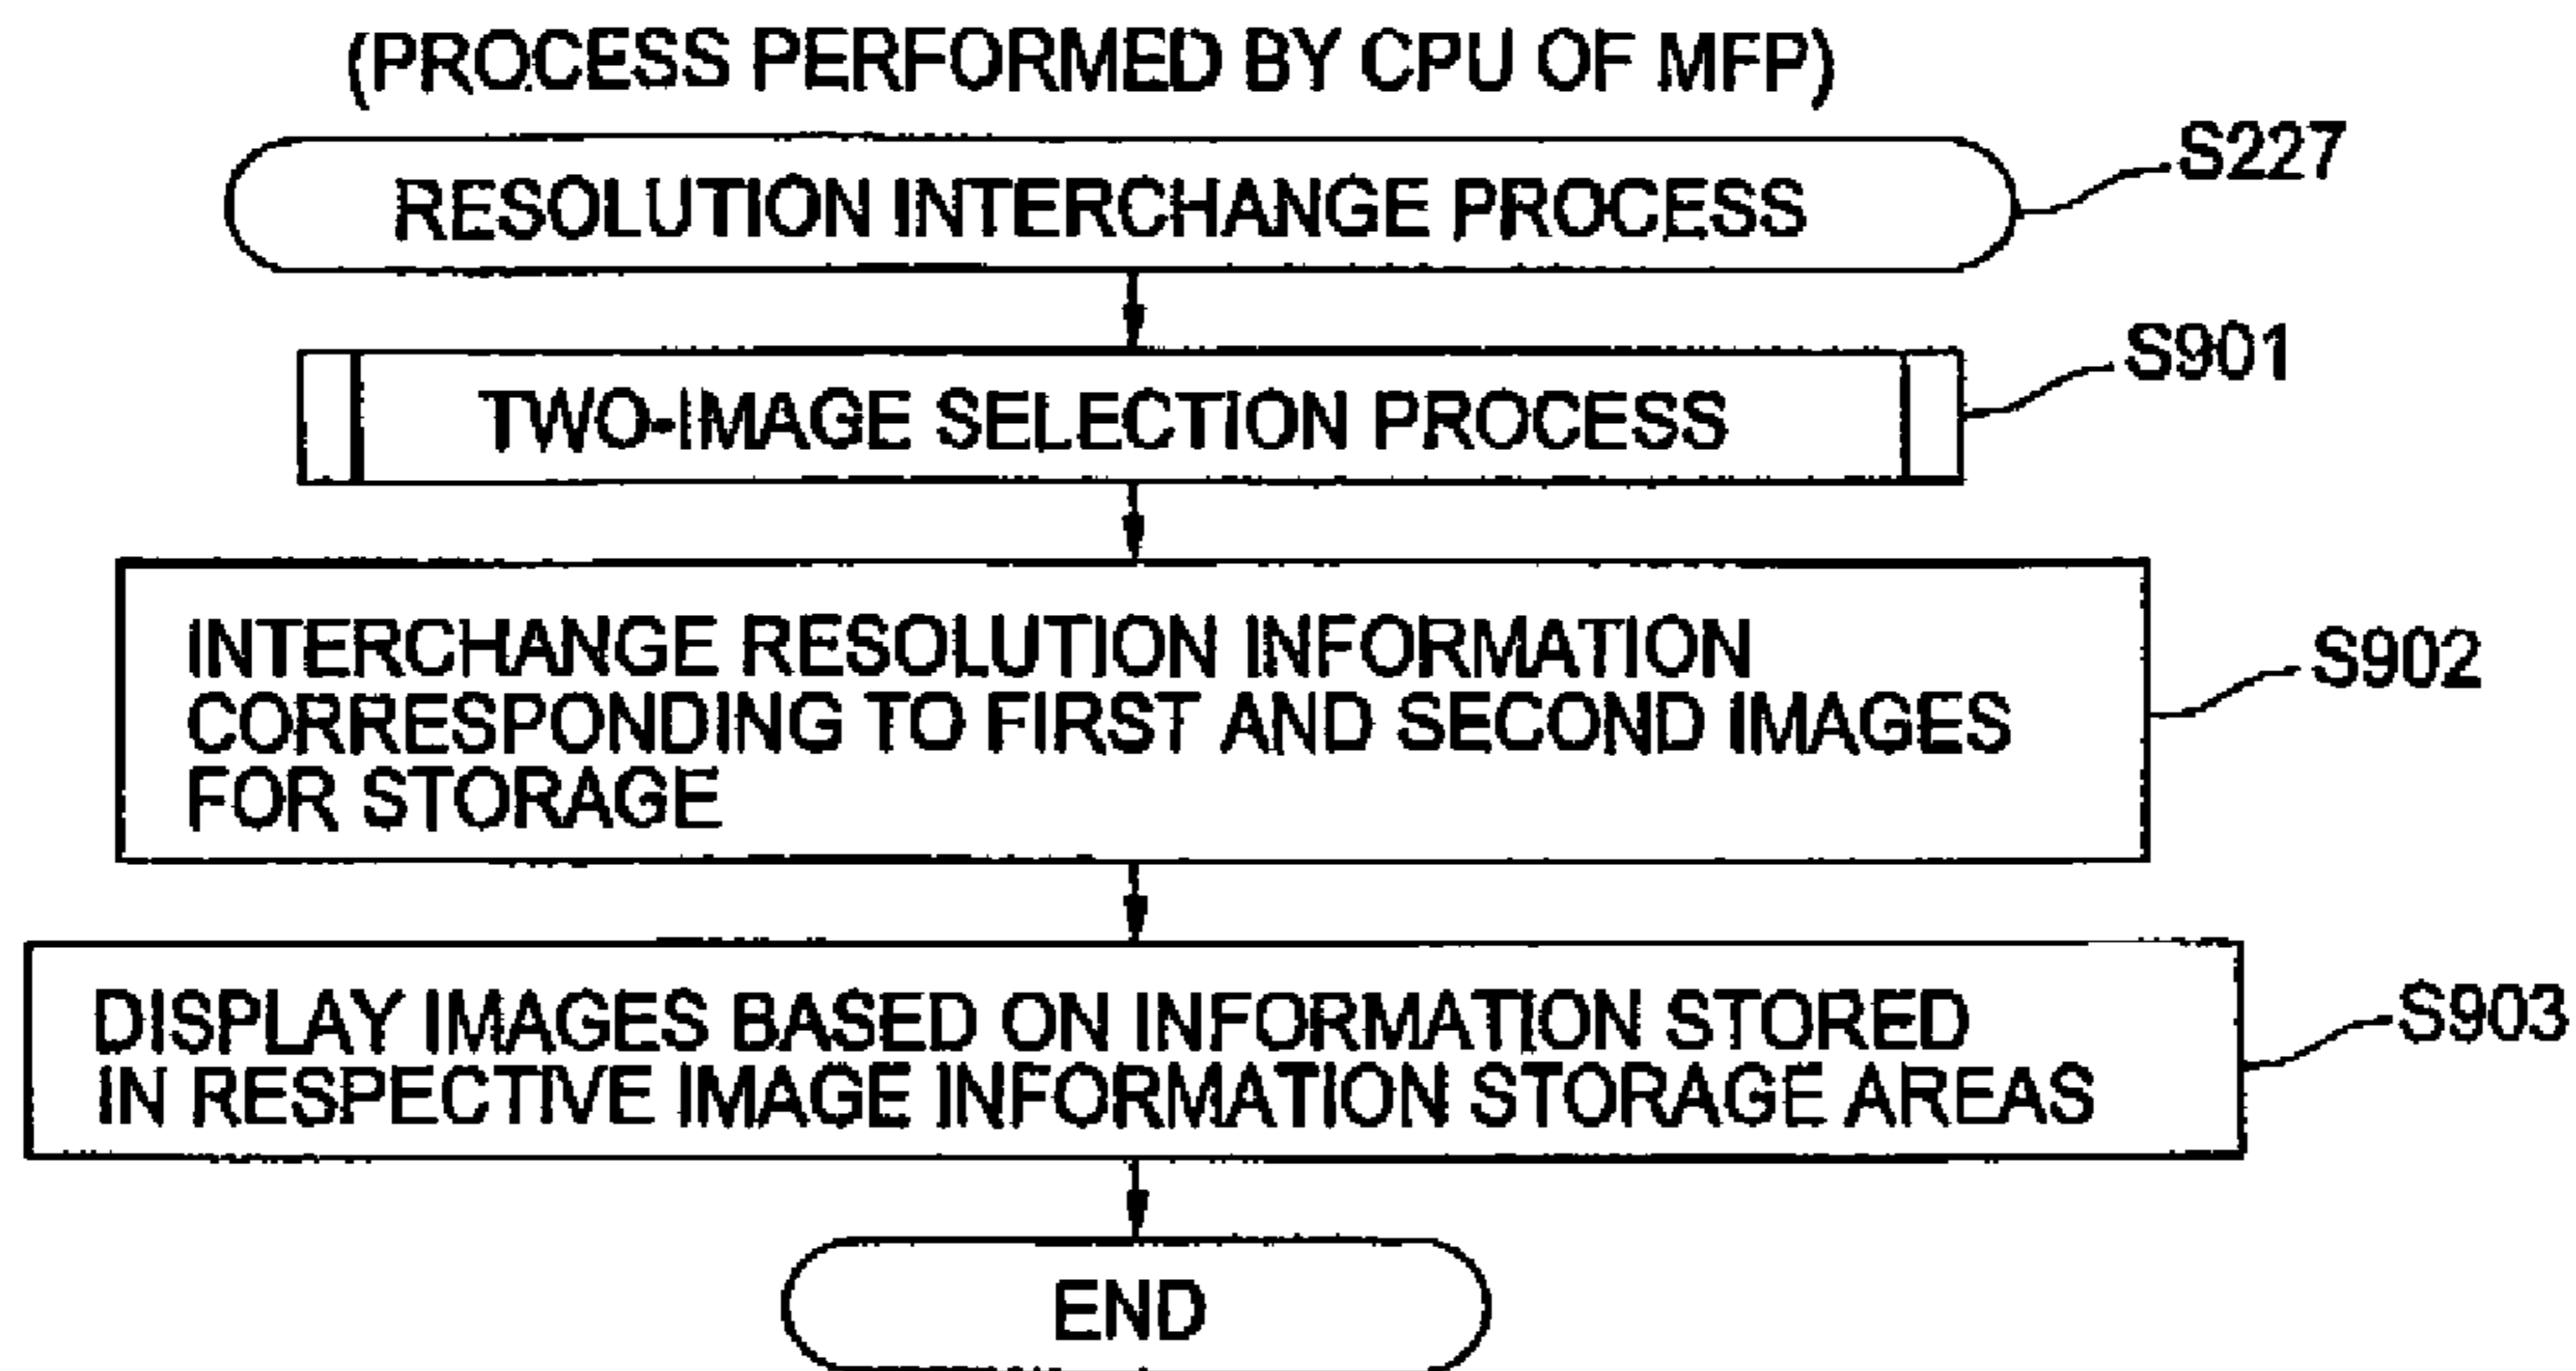 (PROCESS PERFORMED BY CPU OF MFP)
RESOLUTION INTERCHANGE PROCESS
S227
TWO-IMAGE SELECTION PROCESS
S901
INTERCHANGE RESOLUTION INFORMATION
CORRESPONDING TO FIRST AND SECOND IMAGES
FOR STORAGE
S902
DISPLAY IMAGES BASED ON INFORMATION STORED
IN RESPECTIVE IMAGE INFORMATION STORAGE AREAS
S903
END